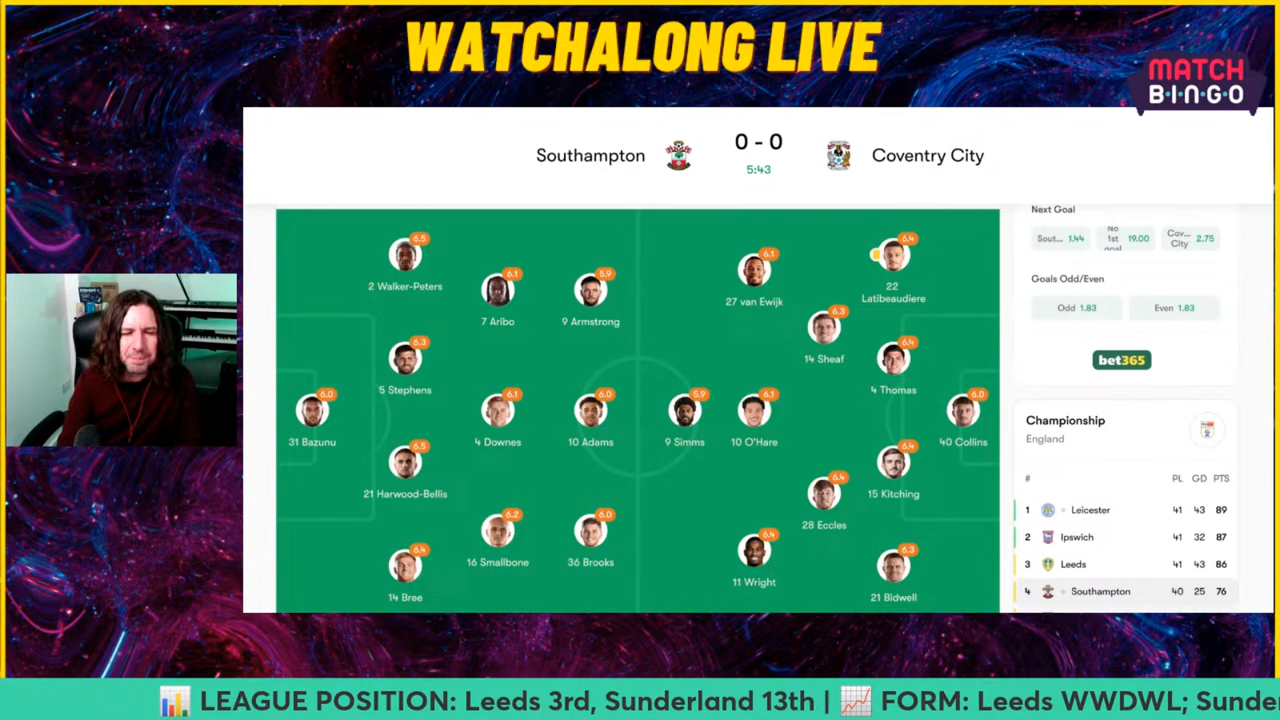 WATCHALONG LIVE
MATCH
B·I·N·G·O
Southampton
0 - 0
5:43
Coventry City
6.5
2 Walker-Peters
6.1
7 Aribo
5.9
9 Armstrong
6.3
5 Stephens
6.0
31 Bazunu
6.1
4 Downes
6.0
10 Adams
6.5
21 Harwood-Bellis
6.2
16 Smallbone
6.0
36 Brooks
6.4
14 Bree
6.1
27 van Ewijk
6.4
22
Latibeaudiere
6.3
14 Sheaf
6.4
4 Thomas
5.9
9 Simms
6.1
10 O'Hare
6.0
40 Collins
6.4
15 Kitching
6.4
28 Eccles
6.4
11 Wright
6.3
21 Bidwell
Next Goal
Sout... 1.44
No
1st
goal
19.00
Cov...
City
2.75
Goals Odd/Even
Odd 1.83
Even 1.83
bet365
Championship
England
# PL GD PTS
1 Leicester 41 43 89
2 Ipswich 41 32 87
3 Leeds 41 43 86
4 Southampton 40 25 76
LEAGUE POSITION: Leeds 3rd, Sunderland 13th | FORM: Leeds WWDWL; Sunde